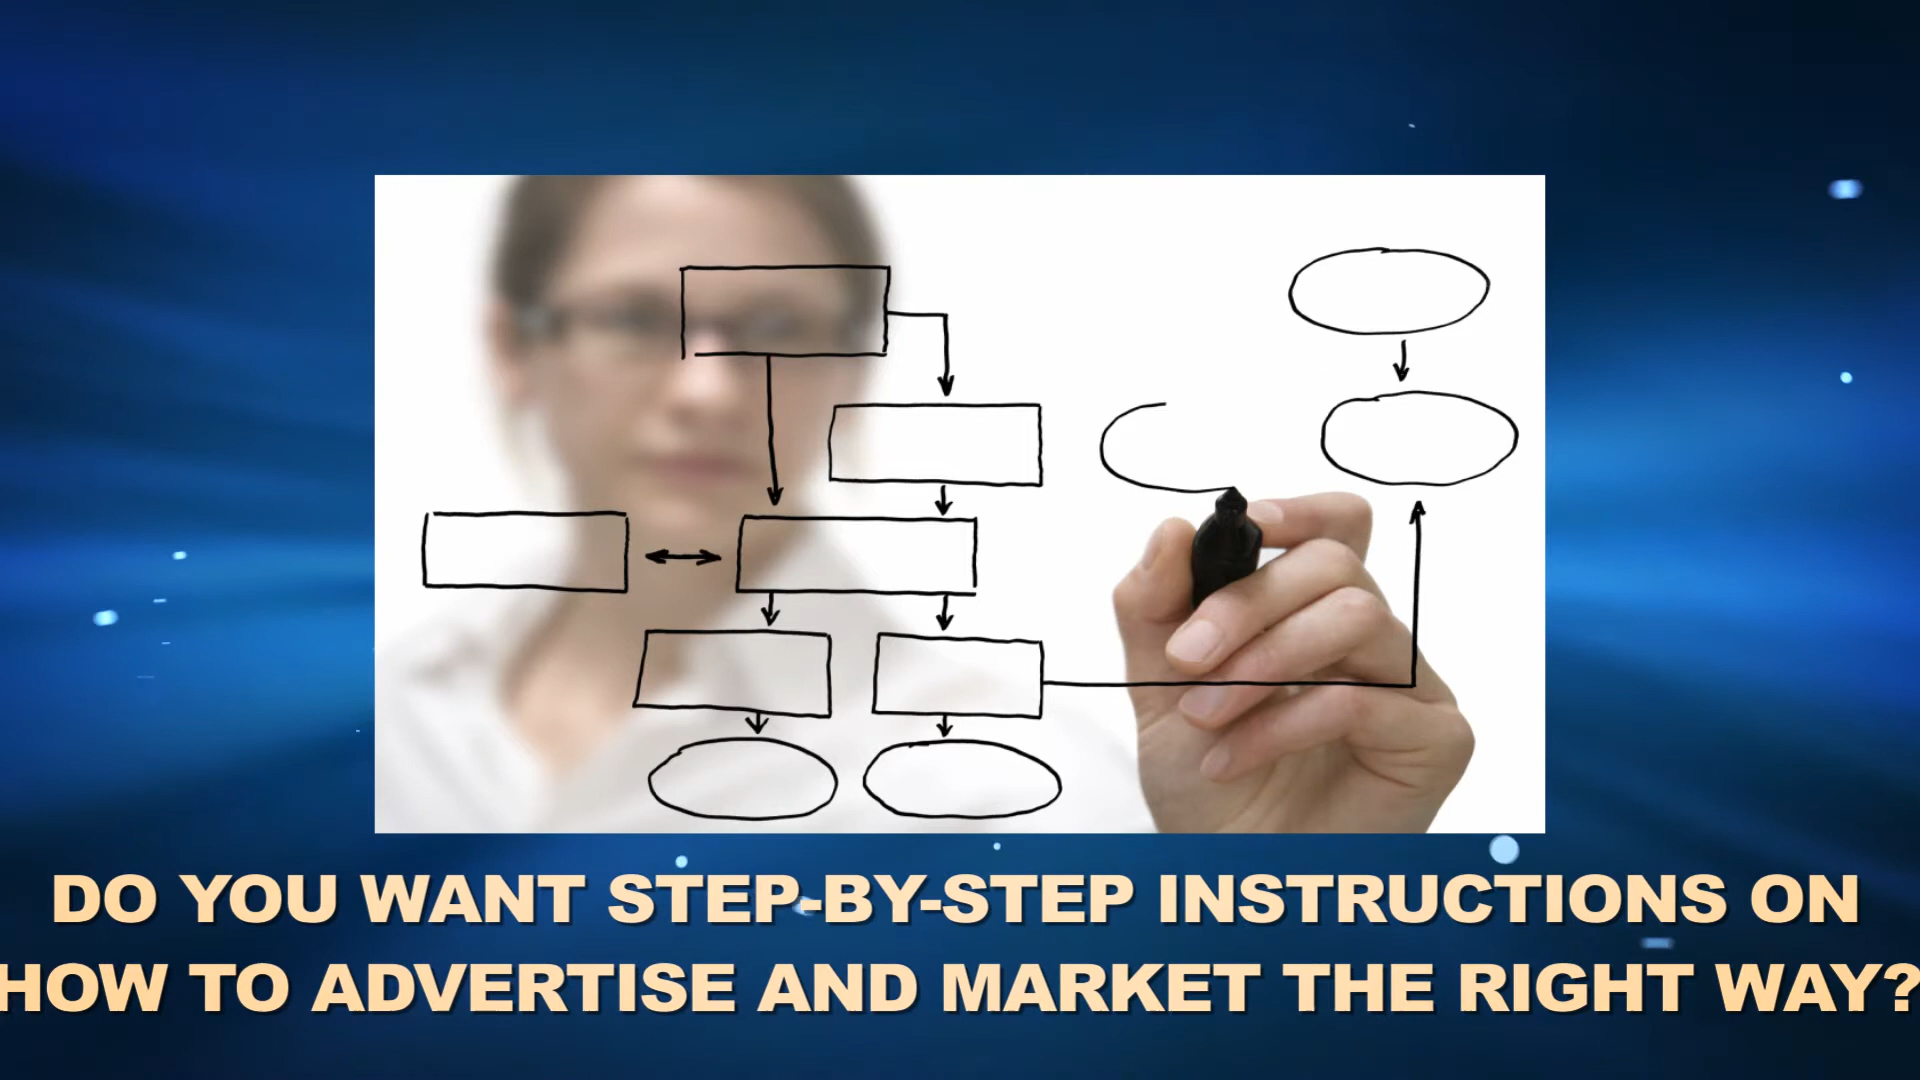 DO YOU WANT STEP-BY-STEP INSTRUCTIONS ON
HOW TO ADVERTISE AND MARKET THE RIGHT WAY?